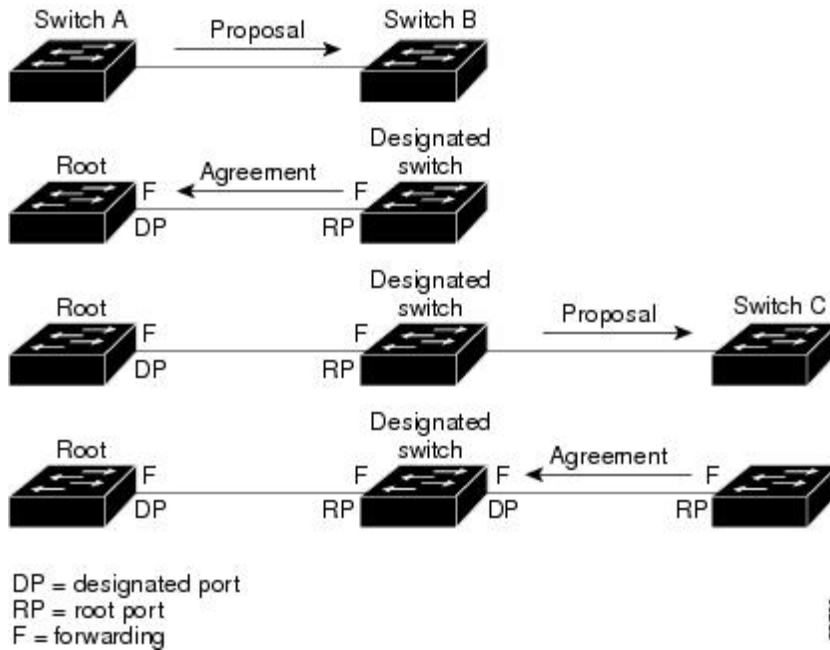 Switch A
Proposal
Switch B
Root
Agreement
Designated
switch
F
F
DP
RP
Root
Designated
switch
Proposal
Switch C
F
F
DP
RP
Root
Designated
switch
Agreement
F
F
F
F
DP
RP
DP
RP
DP = designated port
RP = root port
F = forwarding